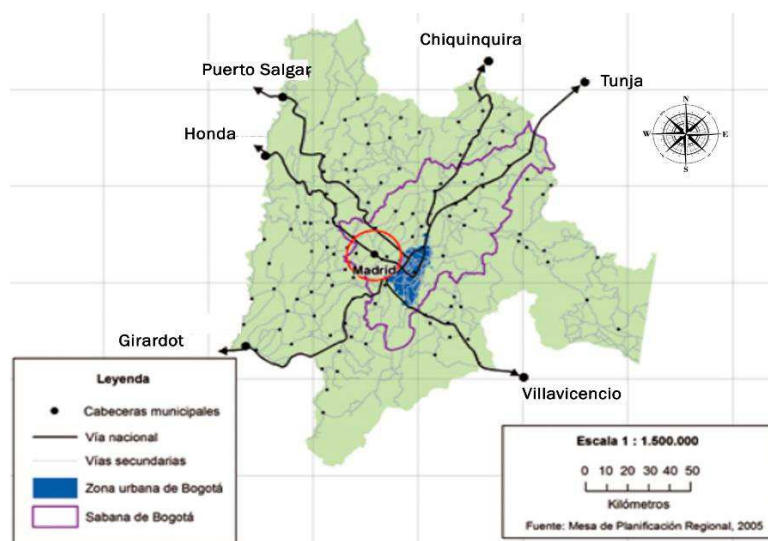 Chiquinquira
Puerto Salgar
Tunja
Honda
N
W
E
S
Madrid
Girardot
Villavicencio
Leyenda
Cabeceras municipales
Vía nacional
Vías secundarias
Zona urbana de Bogotá
Sabana de Bogotá
Escala 1 : 1.500.000
0 10 20 30 40 50
Kilómetros
Fuente: Mesa de Planificación Regional, 2005